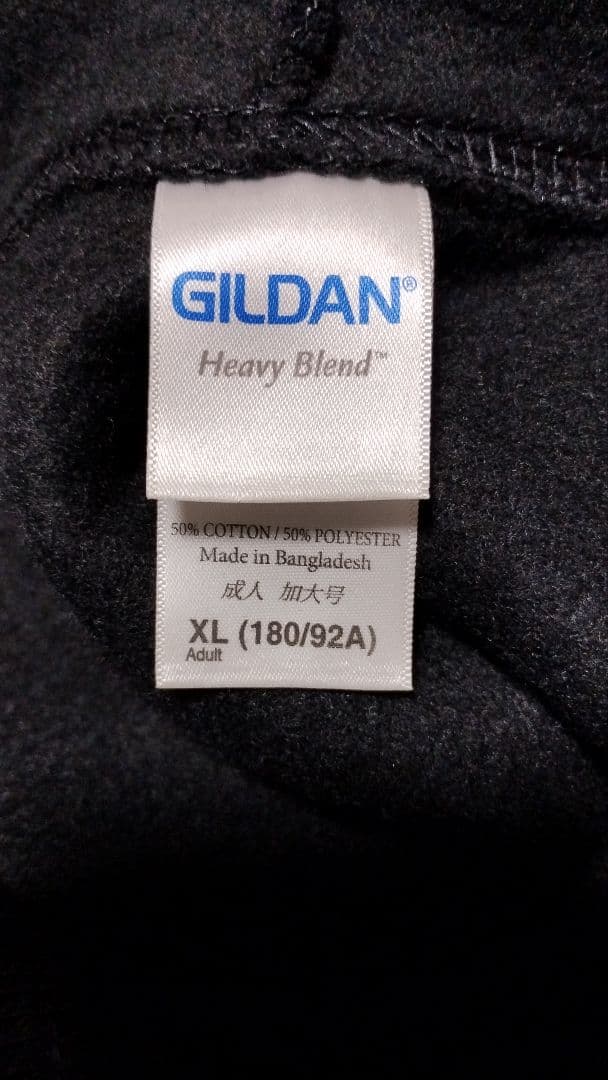 GILDAN®
Heavy Blend™
50% COTTON / 50% POLYESTER
Made in Bangladesh
成人 加大号
XL (180/92A)
Adult